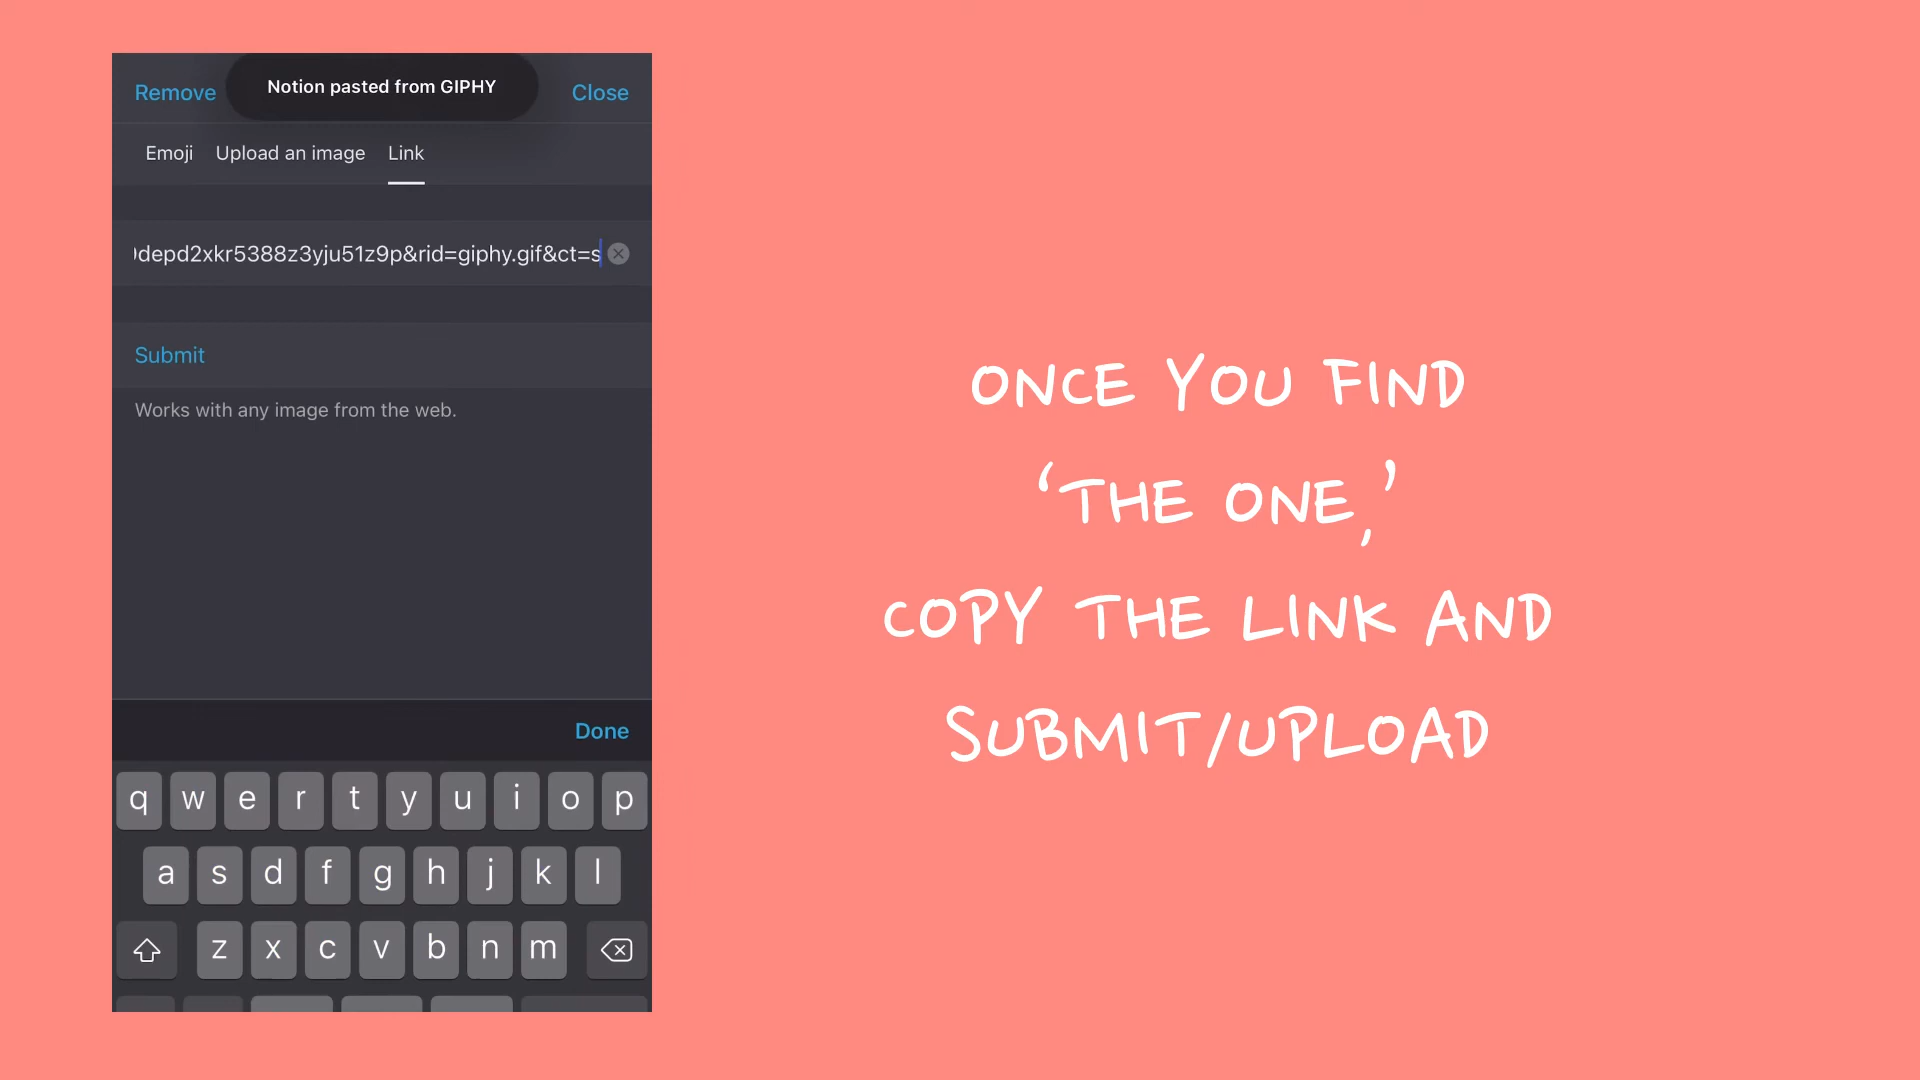 Remove
Notion pasted from GIPHY
Close
Emoji Upload an image Link
depd2xkr5388z3yju51z9p&rid=giphy.gif&ct=s
Submit
Works with any image from the web.
Done
q w e r t y u i o p
a s d f g h j k l
z x c v b n m
ONCE YOU FIND
‘THE ONE,’
COPY THE LINK AND
SUBMIT/UPLOAD